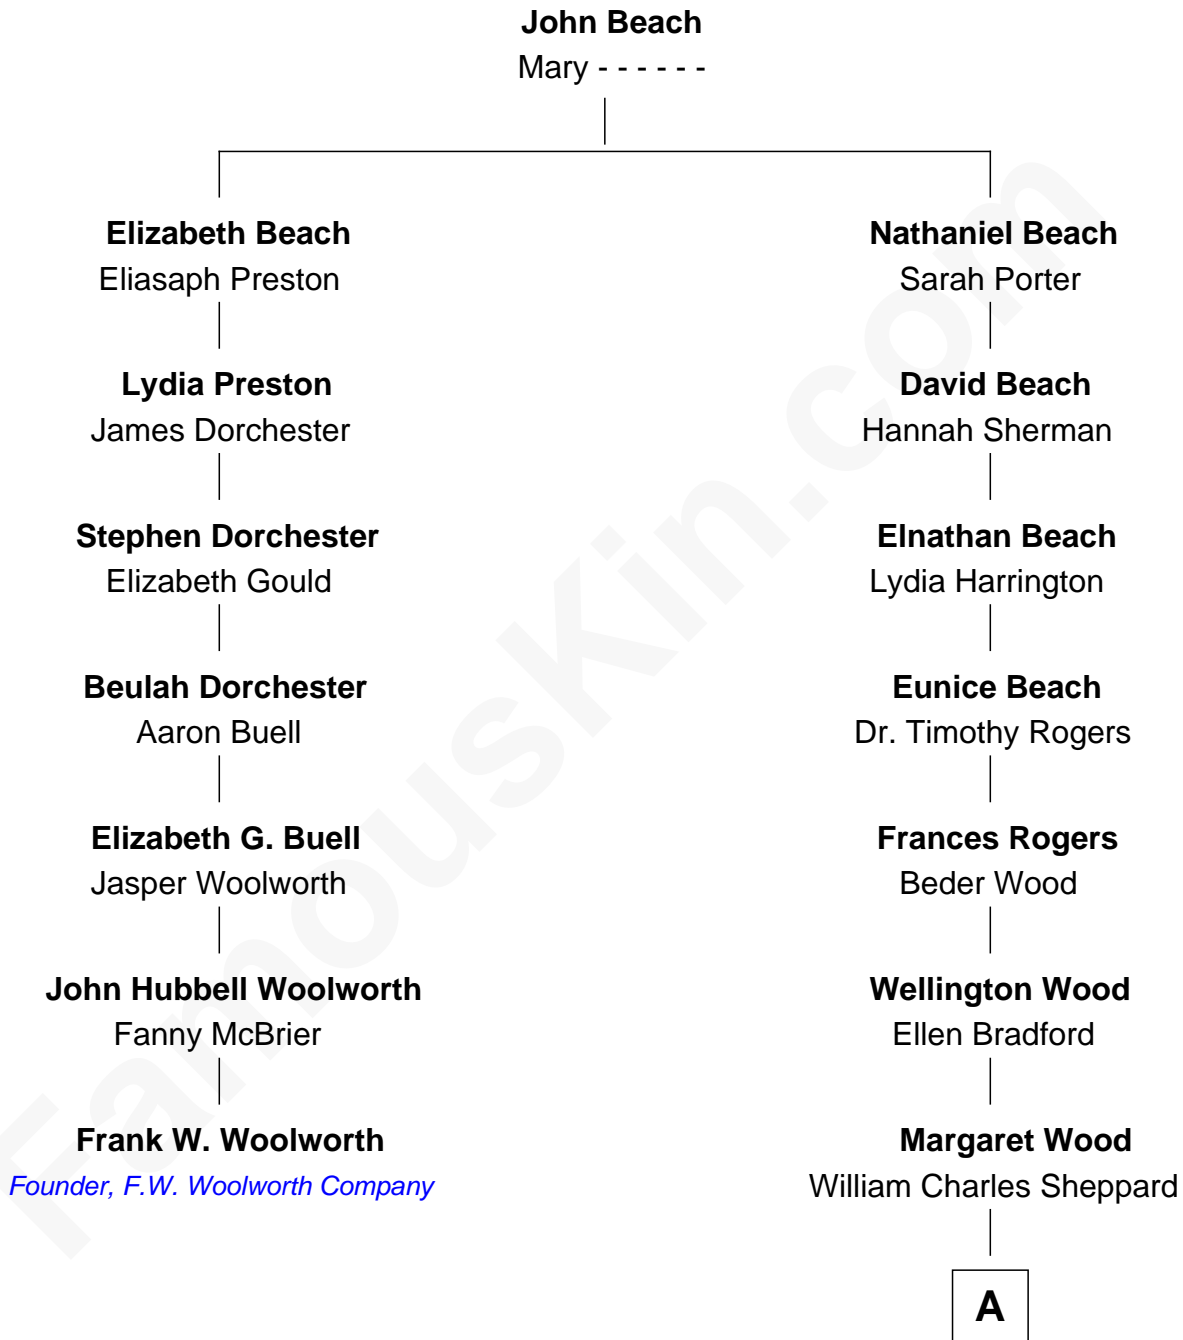 John Beach
Mary - - - - - -
Elizabeth Beach
Eliasaph Preston
Nathaniel Beach
Sarah Porter
Lydia Preston
James Dorchester
David Beach
Hannah Sherman
Stephen Dorchester
Elizabeth Gould
Elnathan Beach
Lydia Harrington
Beulah Dorchester
Aaron Buell
Eunice Beach
Dr. Timothy Rogers
Elizabeth G. Buell
Jasper Woolworth
Frances Rogers
Beder Wood
John Hubbell Woolworth
Fanny McBrier
Wellington Wood
Ellen Bradford
Frank W. Woolworth
Founder, F.W. Woolworth Company
Margaret Wood
William Charles Sheppard
A
FamousKin.com